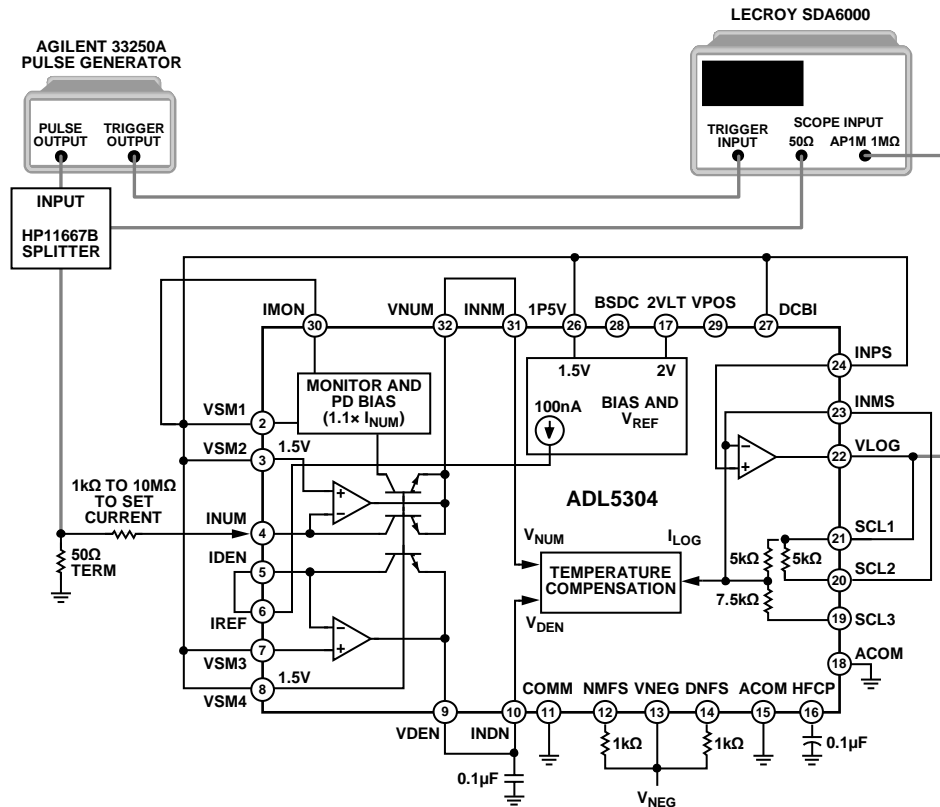 LECROY SDA6000
AGILENT 33250A
PULSE GENERATOR
PULSE
OUTPUT
TRIGGER
OUTPUT
TRIGGER
INPUT
SCOPE INPUT
50Ω
AP1M 1MΩ
INPUT
HP11667B
SPLITTER
IMON
30
VNUM
32
INNM
31
1P5V
26
BSDC
28
2VLT
17
VPOS
29
DCBI
27
MONITOR AND
PD BIAS
(1.1× INUM)
1.5V
2V
BIAS AND
VREF
100nA
INPS
24
INMS
23
VLOG
22
VSM1
2
VSM2
3
1.5V
1kΩ TO 10MΩ
TO SET
CURRENT
INUM
4
50Ω
TERM
IDEN
5
IREF
6
VSM3
7
VSM4
8
1.5V
+
−
−
+
−
+
ADL5304
VNUM
ILOG
TEMPERATURE
COMPENSATION
VDEN
5kΩ
5kΩ
7.5kΩ
SCL1
21
SCL2
20
SCL3
19
ACOM
18
VDEN
9
INDN
10
COMM
11
NMFS
12
VNEG
13
DNFS
14
ACOM
15
HFCP
16
1kΩ
1kΩ
0.1µF
0.1µF
VNEG